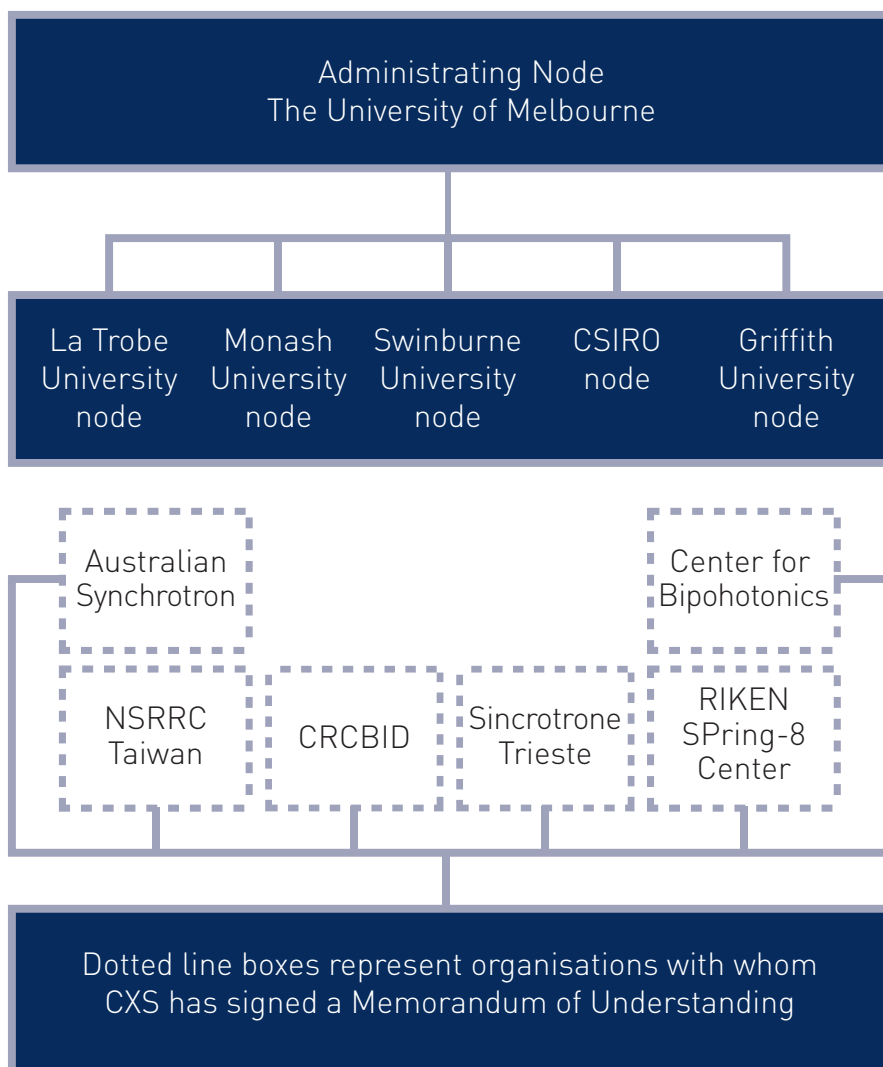 Administrating Node
The University of Melbourne
La Trobe
University
node
Monash
University
node
Swinburne
University
node
CSIRO
node
Griffith
University
node
Australian
Synchrotron
Center for
Bipohotonics
NSRRC
Taiwan
CRCBID
Sincrotrone
Trieste
RIKEN
SPring-8
Center
Dotted line boxes represent organisations with whom
CXS has signed a Memorandum of Understanding